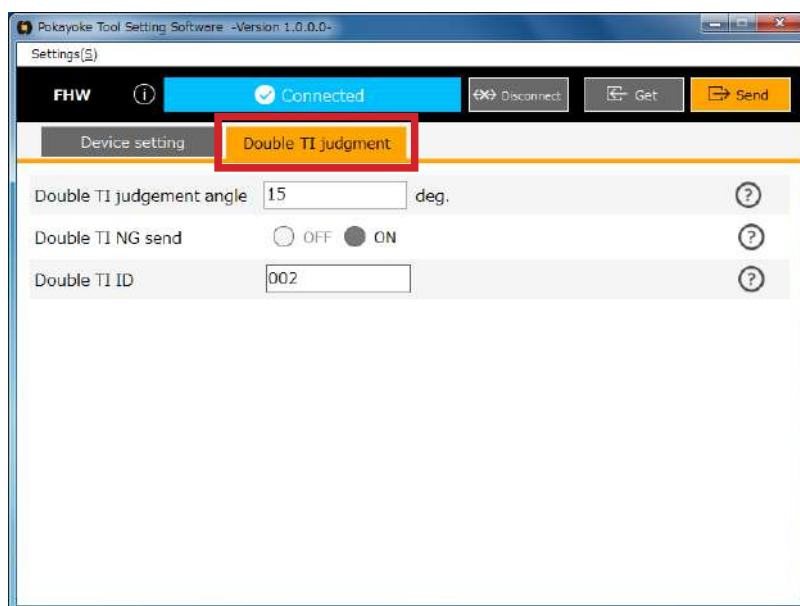 Pokayoke Tool Setting Software -Version 1.0.0.0-
Settings(S)
FHW i Connected Disconnect Get Send
Device setting Double TI judgment
Double TI judgement angle 15 deg. ?
Double TI NG send OFF ON ?
Double TI ID 002 ?